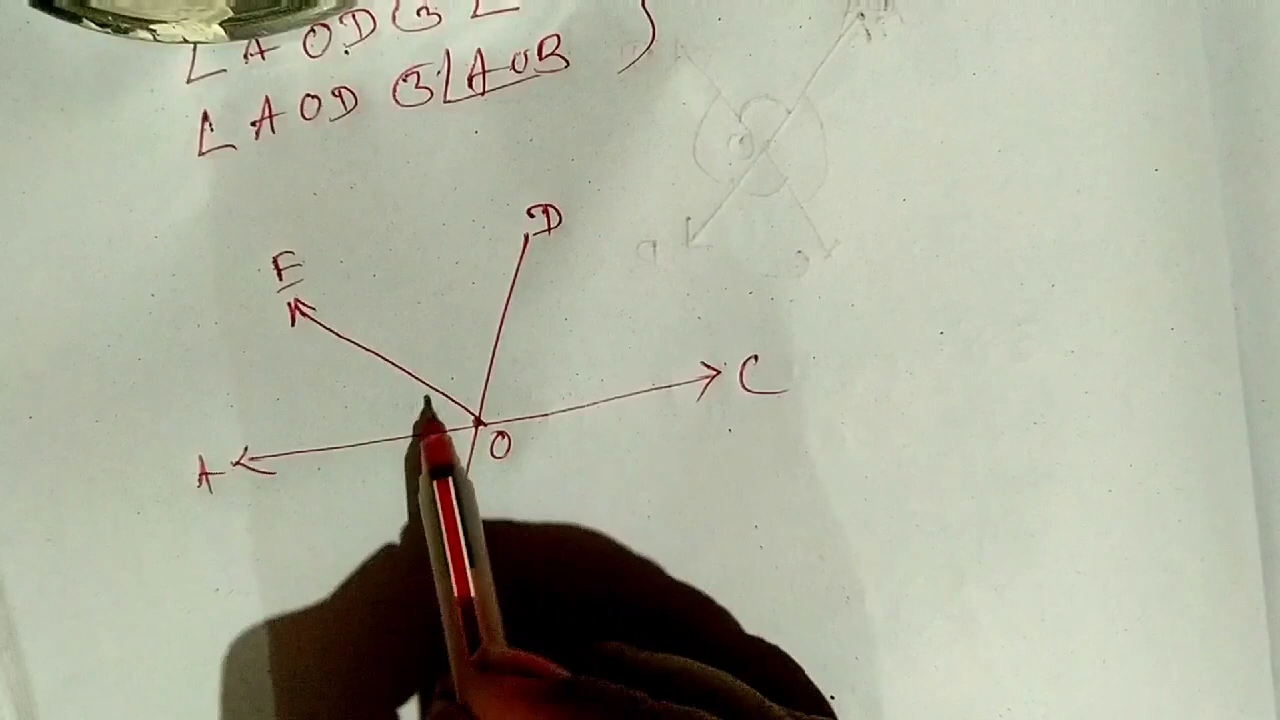 ∠AOD ও ∠
∠AOD ও ∠AOB )
D
E
C
O
A